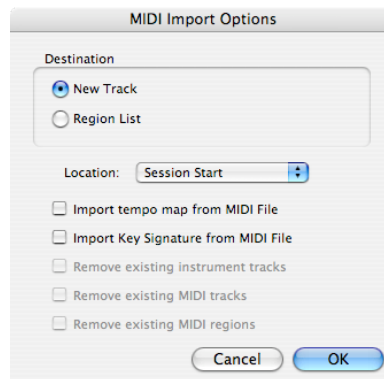 MIDI Import Options
Destination
New Track
Region List
Location: Session Start
Import tempo map from MIDI File
Import Key Signature from MIDI File
Remove existing instrument tracks
Remove existing MIDI tracks
Remove existing MIDI regions
Cancel OK